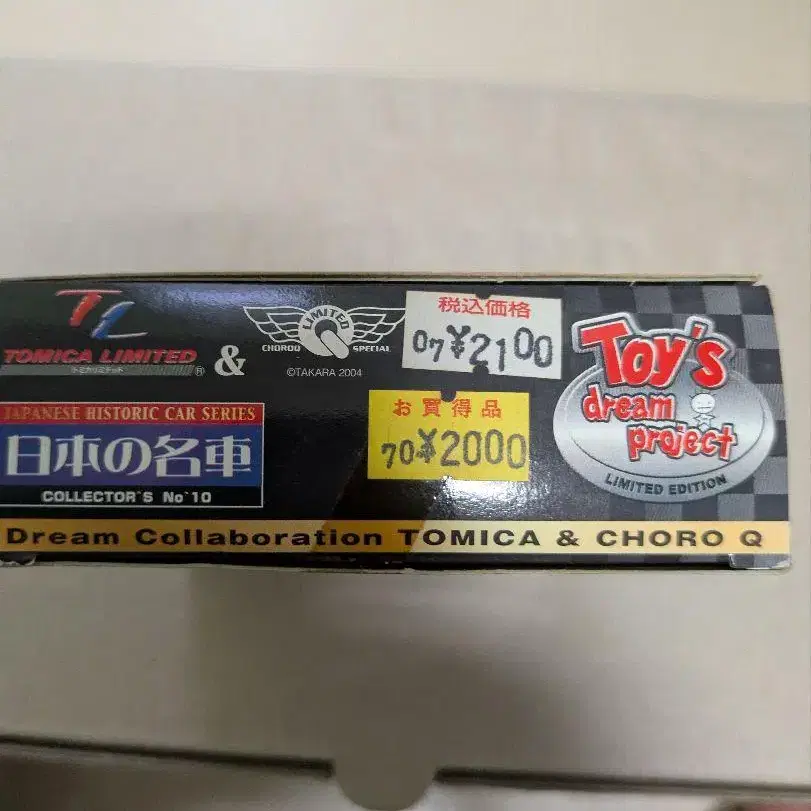 TL
TOMICA LIMITED
トミカリミテッド
®
&
LIMITED
Q
CHOROQ SPECIAL
©TAKARA 2004
税込価格
07 ¥2100
お買得品
70 ¥2000
Toy's
dream
project
LIMITED EDITION
JAPANESE HISTORIC CAR SERIES
日本の名車
COLLECTOR'S No'10
Dream Collaboration TOMICA & CHORO Q